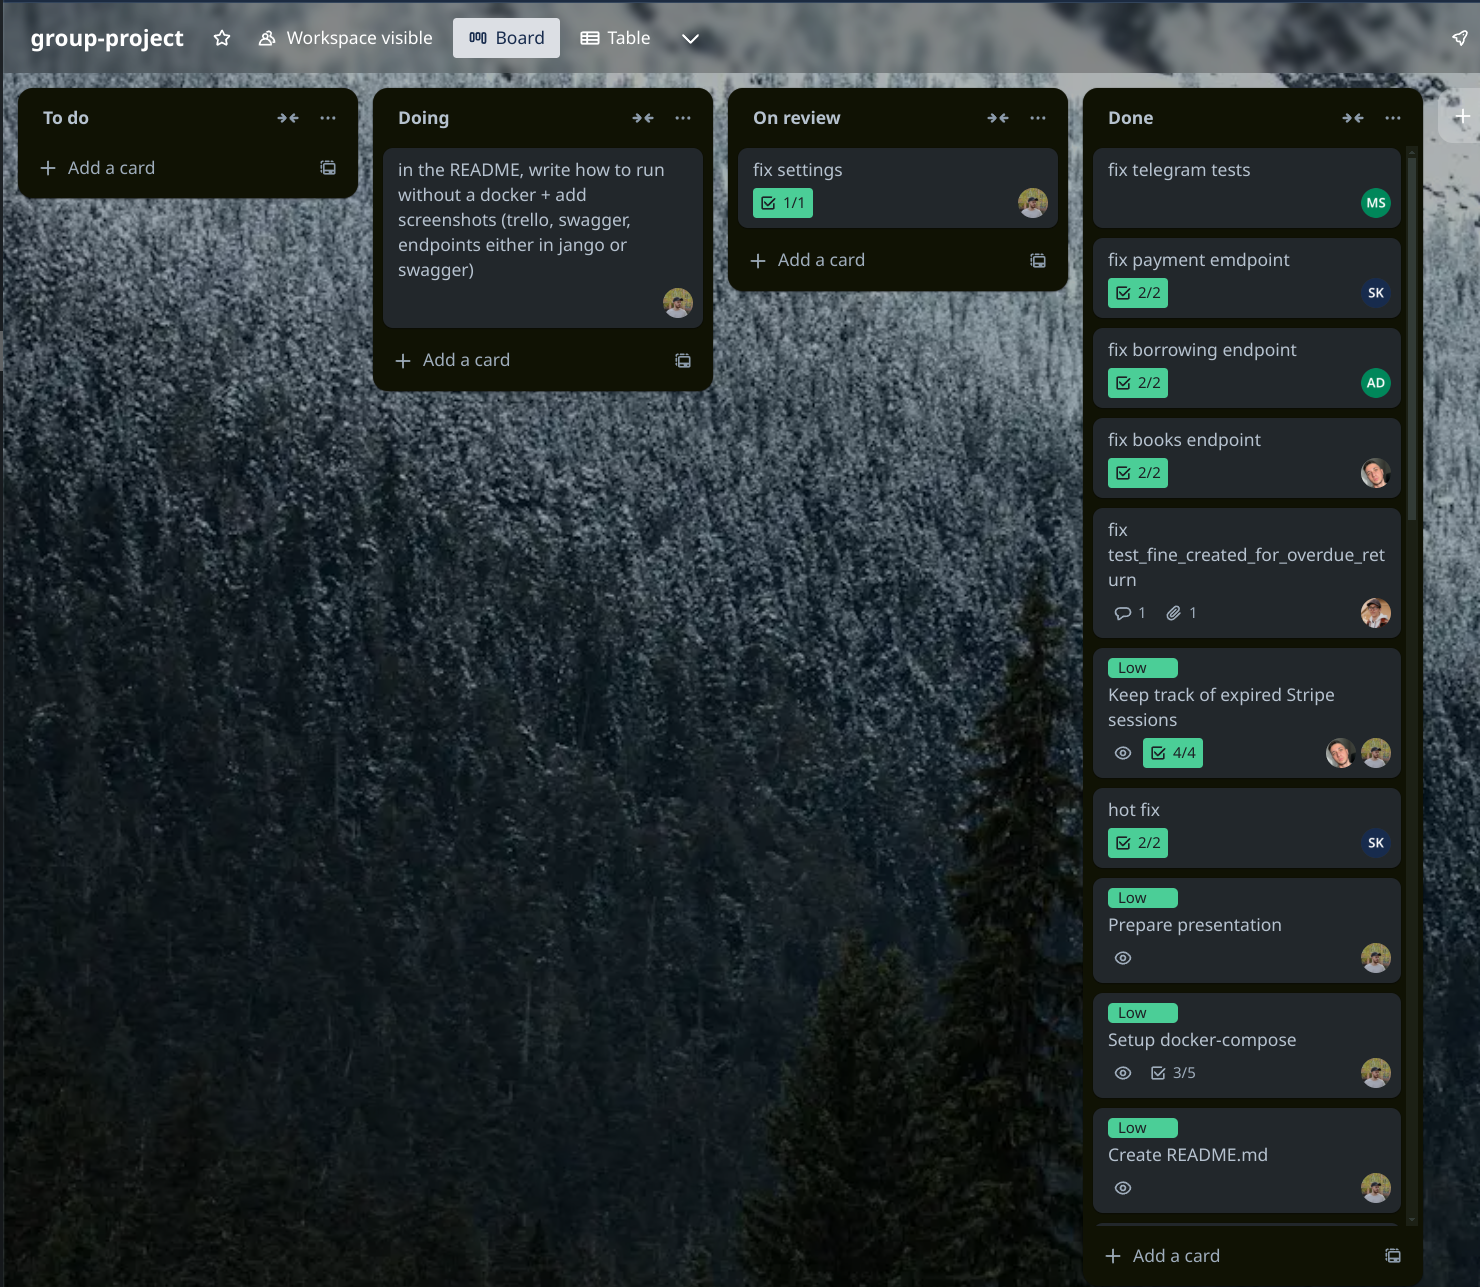 group-project
Workspace visible
Board
Table
To do
Add a card
Doing
in the README, write how to run
without a docker + add
screenshots (trello, swagger,
endpoints either in jango or
swagger)
Add a card
On review
fix settings
1/1
Add a card
Done
fix telegram tests
MS
fix payment emdpoint
2/2
SK
fix borrowing endpoint
2/2
AD
fix books endpoint
2/2
fix
test_fine_created_for_overdue_ret
urn
1
1
Low
Keep track of expired Stripe
sessions
4/4
hot fix
2/2
SK
Low
Prepare presentation
Low
Setup docker-compose
3/5
Low
Create README.md
Add a card